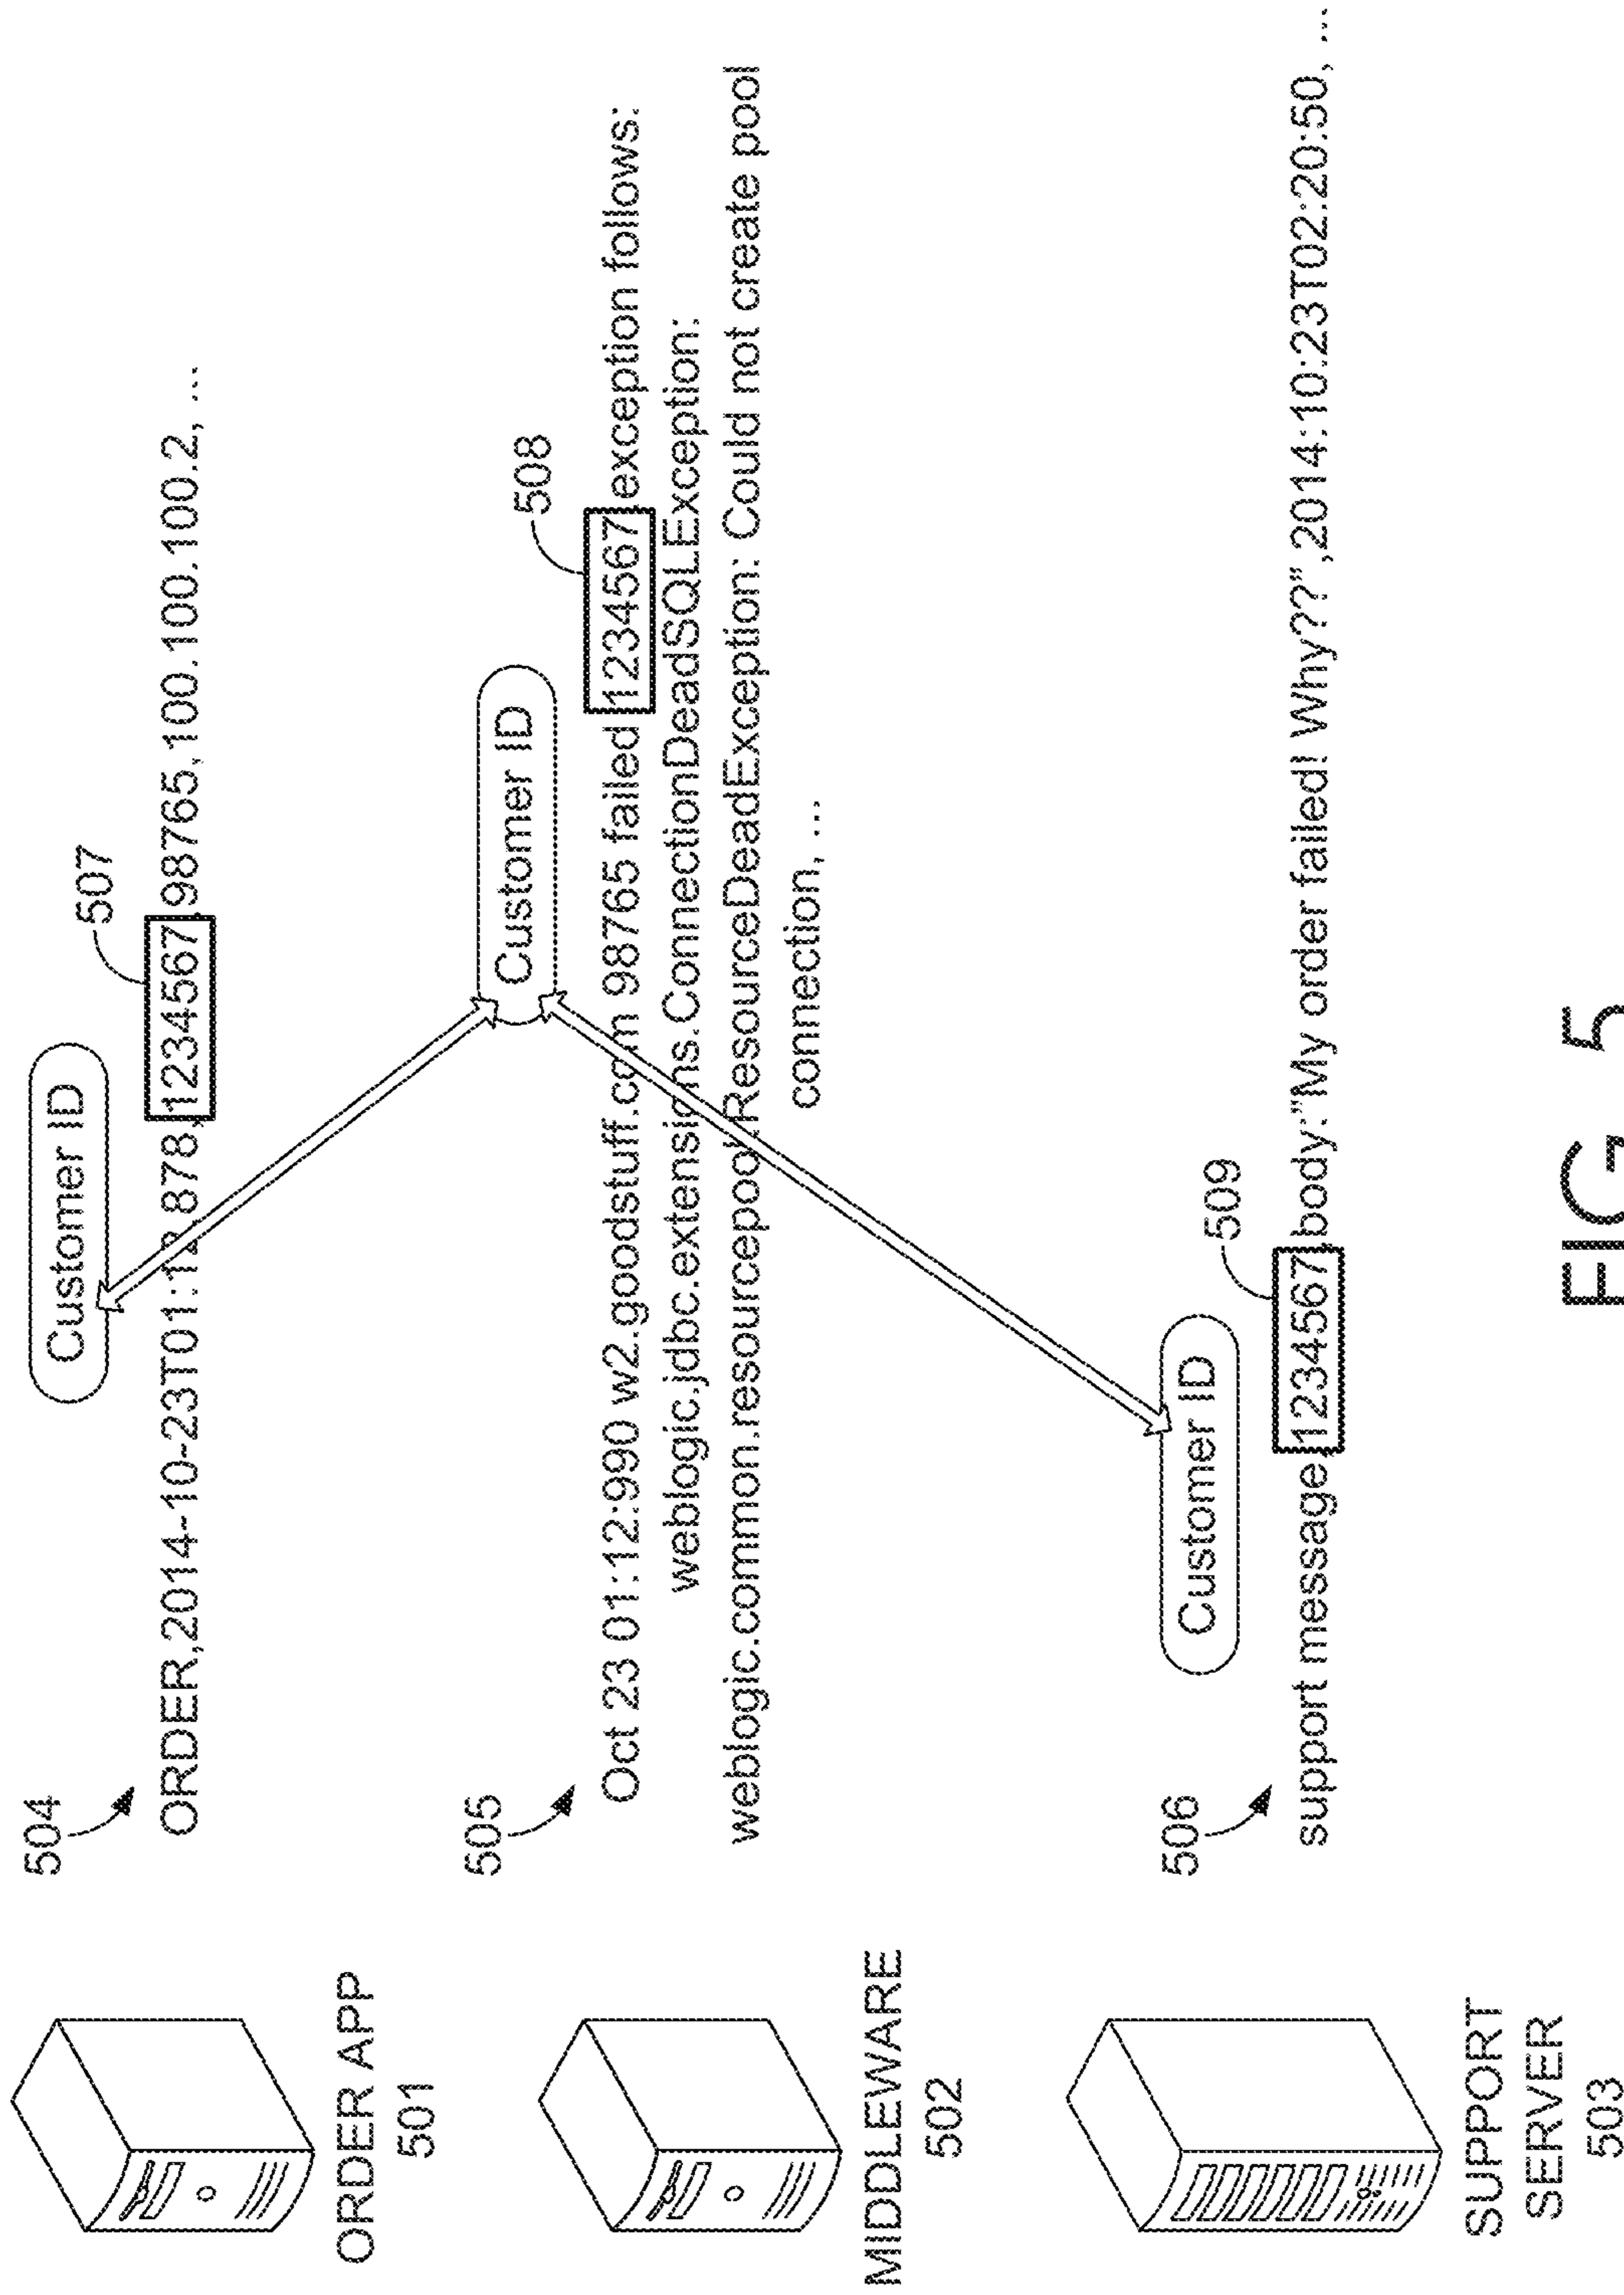 504
Customer ID
507
ORDER,2014-10-23T01:12.878,1234567,98765,100.100.100.2, ...
ORDER APP
501
505
Customer ID
508
Oct 23 01:12:990 w2.goodstuff.com 98765 failed 1234567 exception follows:
weblogic.jdbc.extensions.ConnectionDeadSQLException:
weblogic.common.resourcepool.ResourceDeadException: Could not create pool
connection, ...
MIDDLEWARE
502
506
Customer ID
509
support message,1234567,body:"My order failed! Why??",2014:10:23T02:20:50, ...
SUPPORT
SERVER
503
FIG. 5